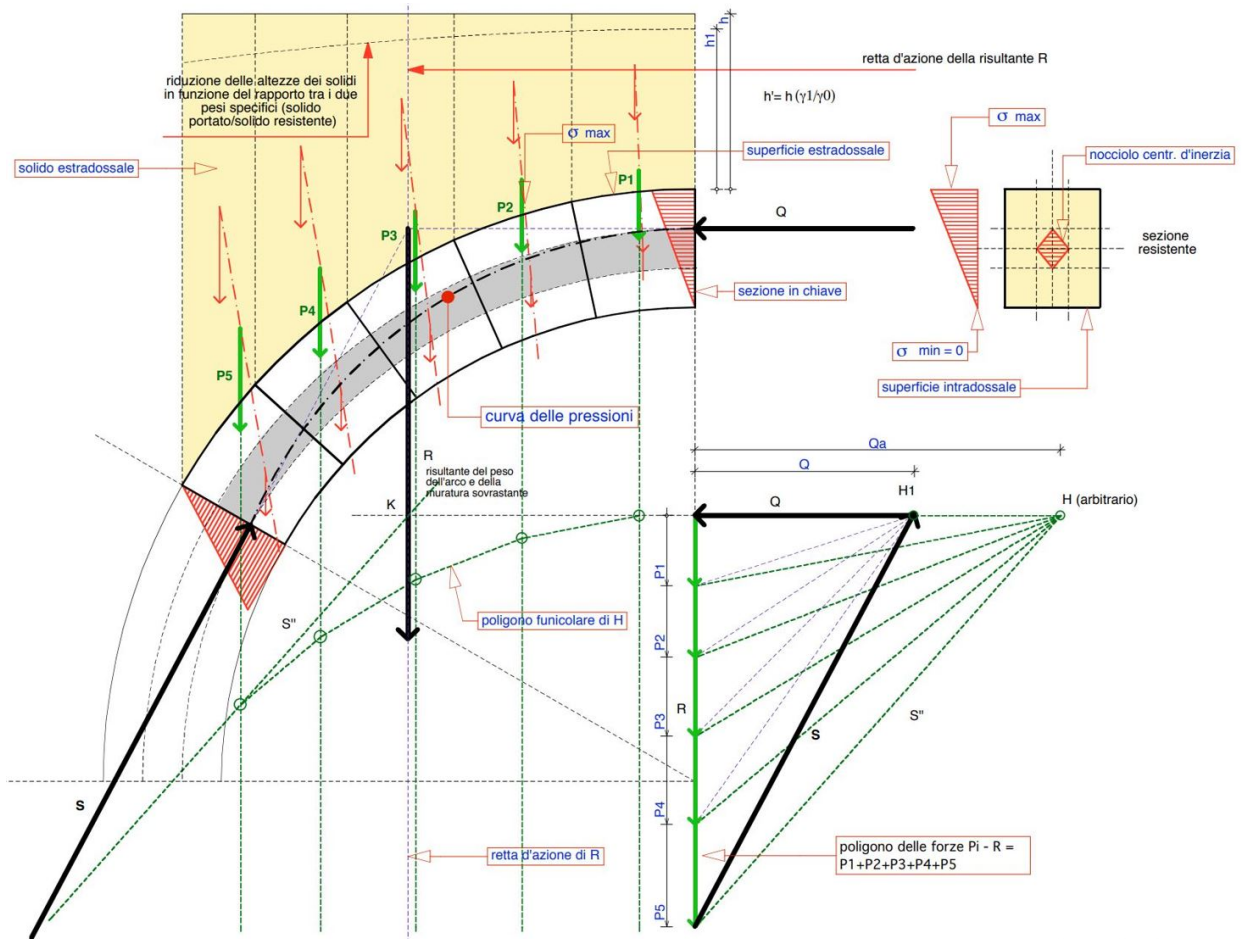 h
h1
retta d'azione della risultante R
riduzione delle altezze dei solidi
in funzione del rapporto tra i due
pesi specifici (solido
portato/solido resistente)
h'= h (γ1/γ0)
σ max
σ max
solido estradossale
superficie estradossale
nocciolo centr. d'inerzia
P1
P2
P3
Q
sezione
resistente
sezione in chiave
P4
σ min = 0
P5
superficie intradossale
curva delle pressioni
Qa
R
risultante del peso
dell'arco e della
muratura sovrastante
Q
K
Q
H1
H (arbitrario)
P1
S"
poligono funicolare di H
P2
R
P3
S
S"
S
P4
retta d'azione di R
poligono delle forze Pi - R =
P1+P2+P3+P4+P5
P5